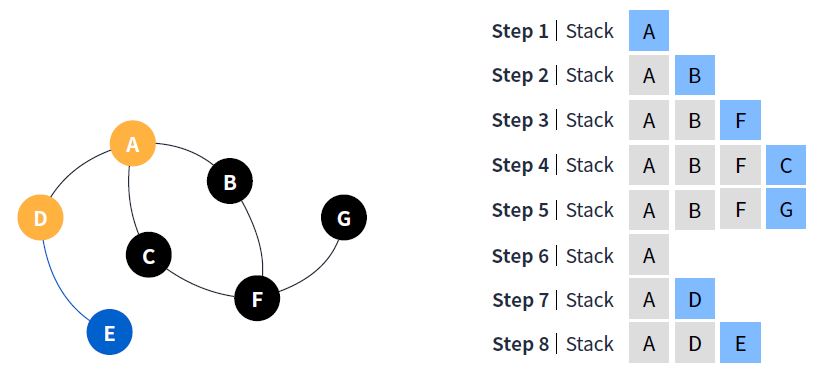 A
B
D
G
C
F
E
Step 1 | Stack A
Step 2 | Stack A B
Step 3 | Stack A B F
Step 4 | Stack A B F C
Step 5 | Stack A B F G
Step 6 | Stack A
Step 7 | Stack A D
Step 8 | Stack A D E